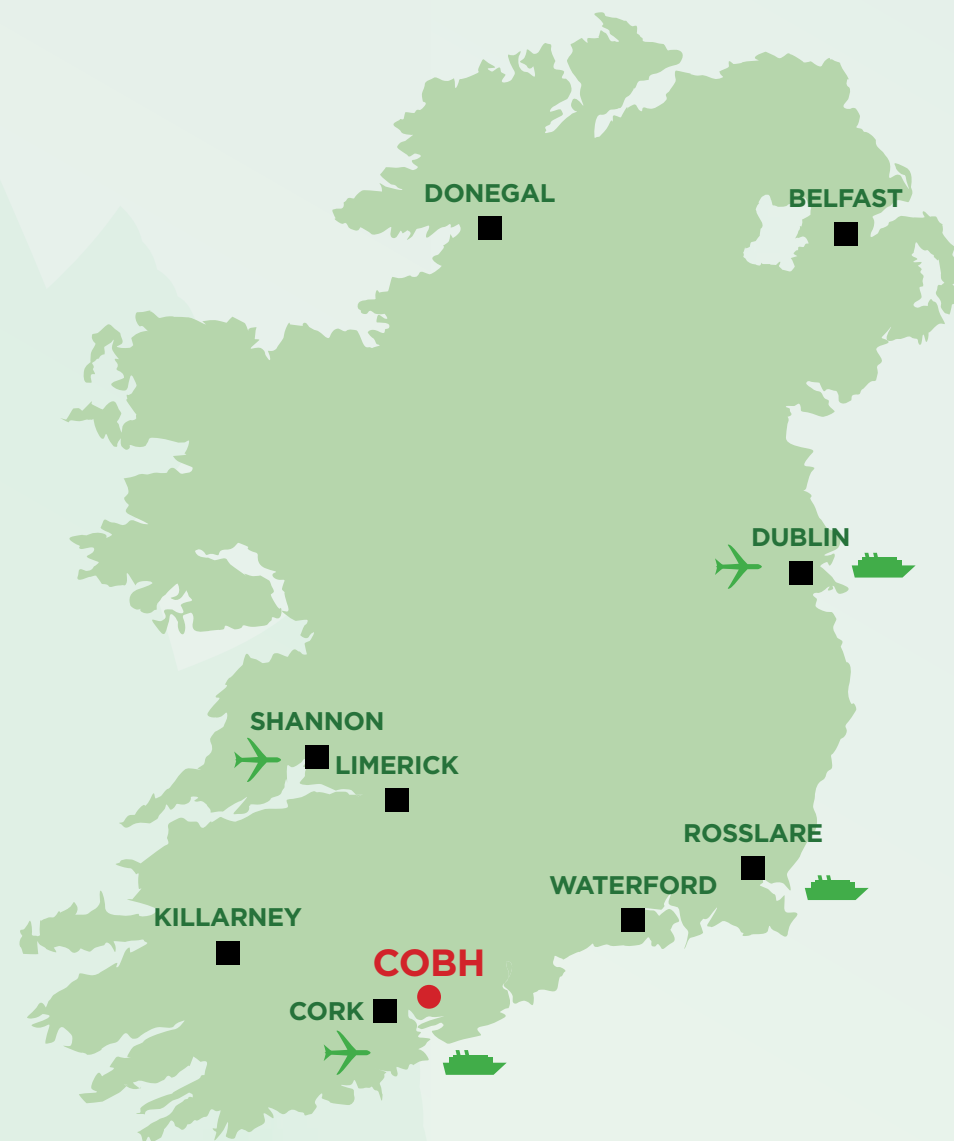 DONEGAL
BELFAST
DUBLIN
SHANNON
LIMERICK
ROSSLARE
WATERFORD
KILLARNEY
COBH
CORK